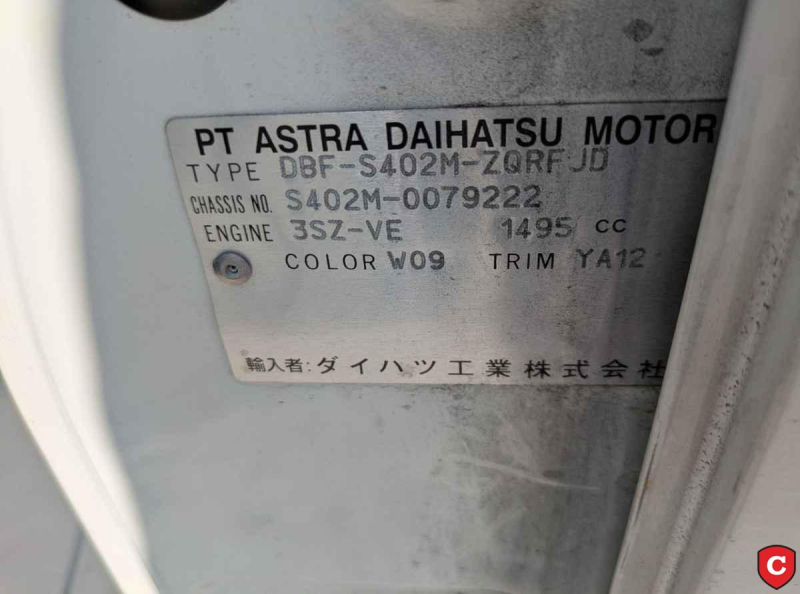 PT ASTRA DAIHATSU MOTOR
TYPE DBF-S402M-ZQRFJD
CHASSIS NO. S402M-0079222
ENGINE 3SZ-VE 1495 CC
COLOR W09 TRIM YA12
輸入者: ダイハツ工業株式会社
C